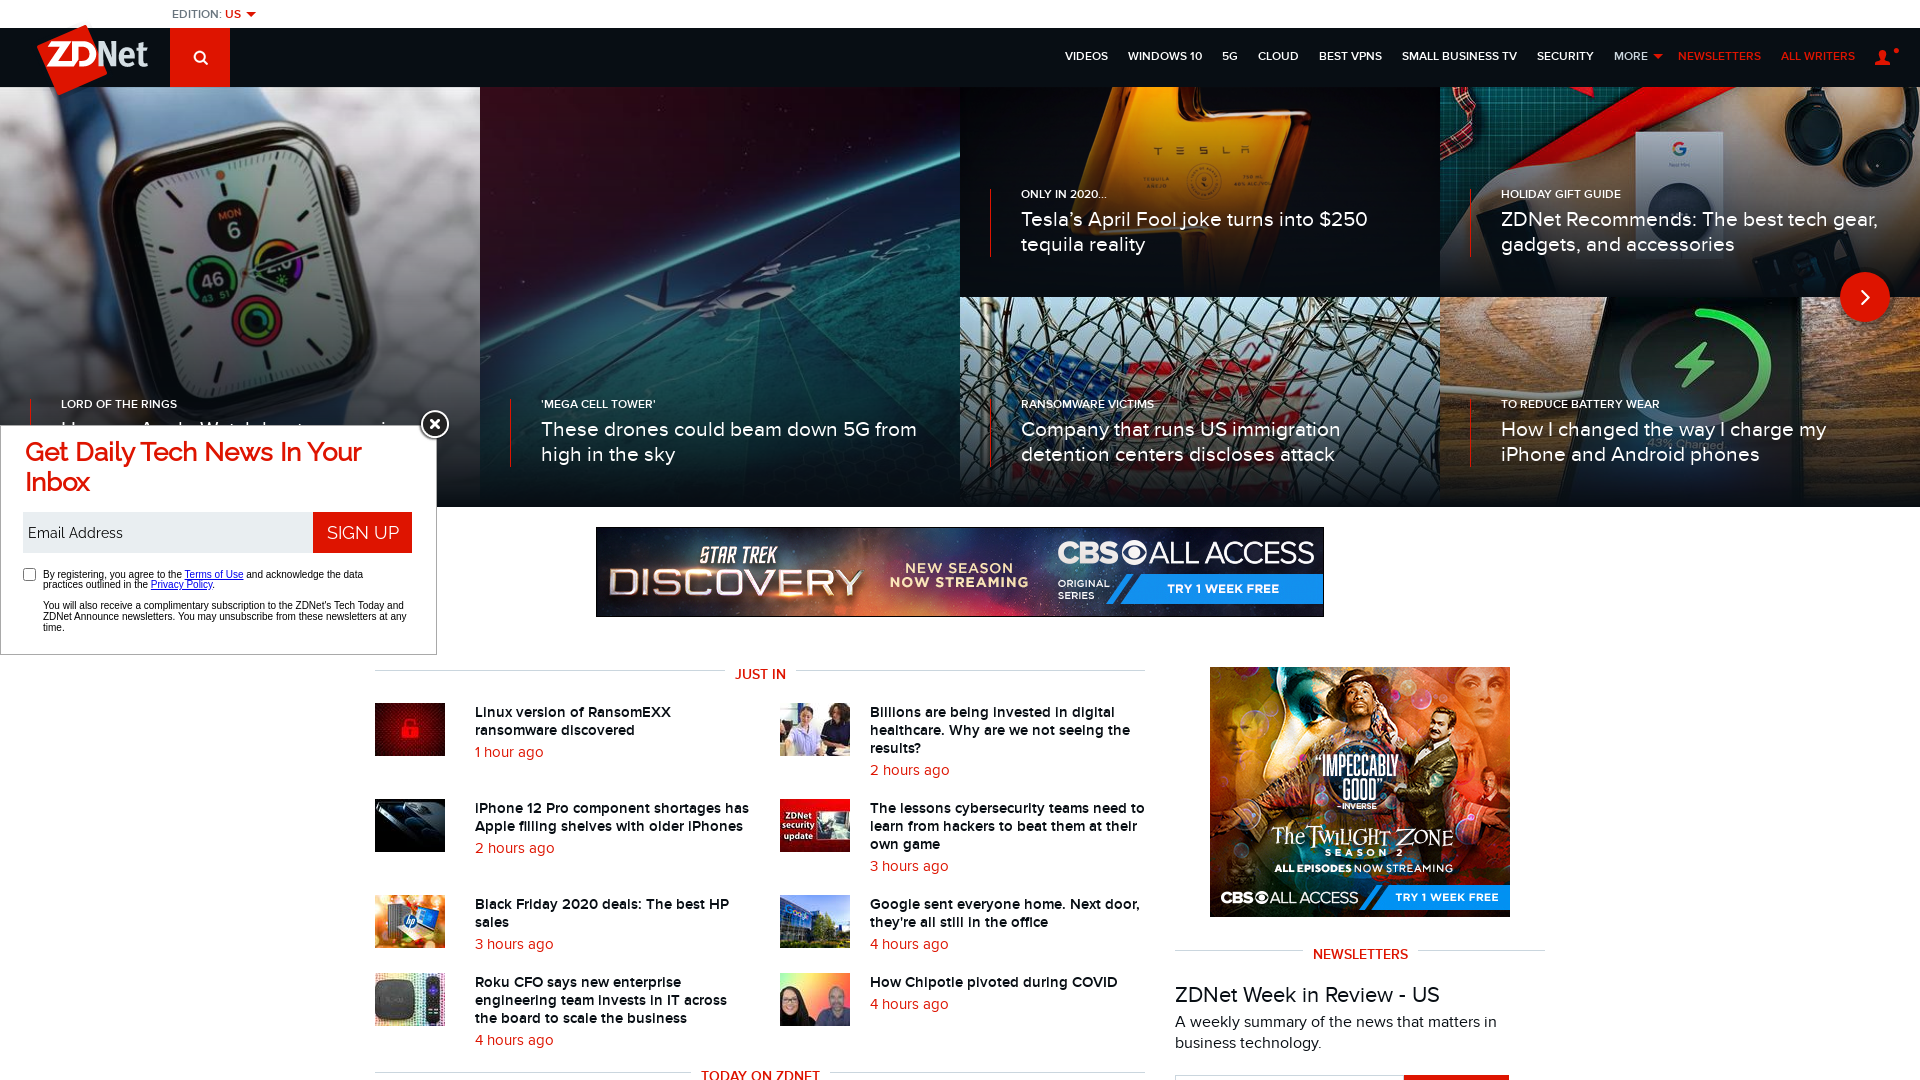 EDITION: US
ZDNet
VIDEOS WINDOWS 10 5G CLOUD BEST VPNS SMALL BUSINESS TV SECURITY MORE NEWSLETTERS ALL WRITERS
LORD OF THE RINGS
'MEGA CELL TOWER'
These drones could beam down 5G from
high in the sky
TESLA
ONLY IN 2020...
Tesla’s April Fool joke turns into $250
tequila reality
HOLIDAY GIFT GUIDE
ZDNet Recommends: The best tech gear,
gadgets, and accessories
RANSOMWARE VICTIMS
Company that runs US immigration
detention centers discloses attack
TO REDUCE BATTERY WEAR
How I changed the way I charge my
iPhone and Android phones
43% Charged
MON
6
46
43 51
Get Daily Tech News In Your
Inbox
Email Address
SIGN UP
By registering, you agree to the Terms of Use and acknowledge the data
practices outlined in the Privacy Policy.
You will also receive a complimentary subscription to the ZDNet's Tech Today and
ZDNet Announce newsletters. You may unsubscribe from these newsletters at any
time.
STAR TREK
DISCOVERY
NEW SEASON
NOW STREAMING
CBS ALL ACCESS
ORIGINAL
SERIES
TRY 1 WEEK FREE
JUST IN
Linux version of RansomEXX
ransomware discovered
1 hour ago
Billions are being invested in digital
healthcare. Why are we not seeing the
results?
2 hours ago
iPhone 12 Pro component shortages has
Apple filling shelves with older iPhones
2 hours ago
ZDNet
security
update
The lessons cybersecurity teams need to
learn from hackers to beat them at their
own game
3 hours ago
hp
Black Friday 2020 deals: The best HP
sales
3 hours ago
Google
Google sent everyone home. Next door,
they're all still in the office
4 hours ago
Roku CFO says new enterprise
engineering team invests in IT across
the board to scale the business
4 hours ago
How Chipotle pivoted during COVID
4 hours ago
TODAY ON ZDNET
“IMPECCABLY
GOOD”
–INVERSE
The TWILIGHT ZONE
SEASON 2
ALL EPISODES NOW STREAMING
CBS ALL ACCESS
TRY 1 WEEK FREE
NEWSLETTERS
ZDNet Week in Review - US
A weekly summary of the news that matters in
business technology.